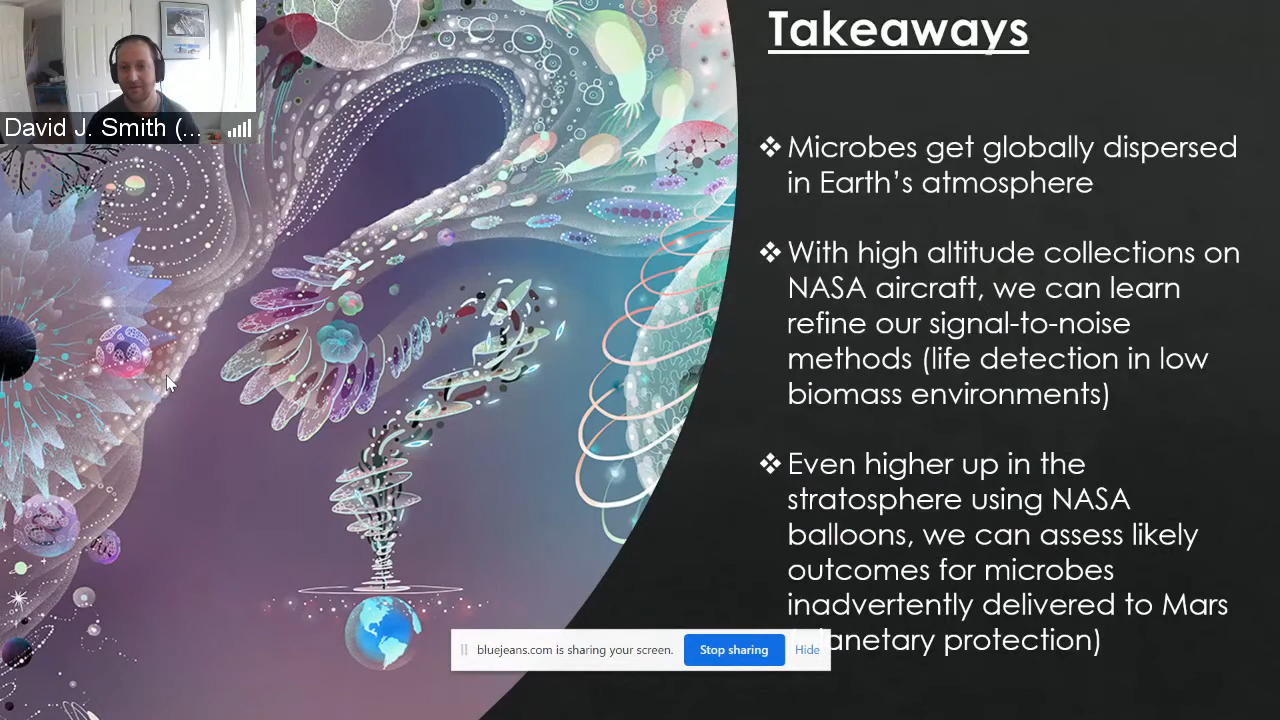 David J. Smith (...
Takeaways
❖ Microbes get globally dispersed
in Earth’s atmosphere
❖ With high altitude collections on
NASA aircraft, we can learn
refine our signal-to-noise
methods (life detection in low
biomass environments)
❖ Even higher up in the
stratosphere using NASA
balloons, we can assess likely
outcomes for microbes
inadvertently delivered to Mars
(planetary protection)
bluejeans.com is sharing your screen.
Stop sharing
Hide